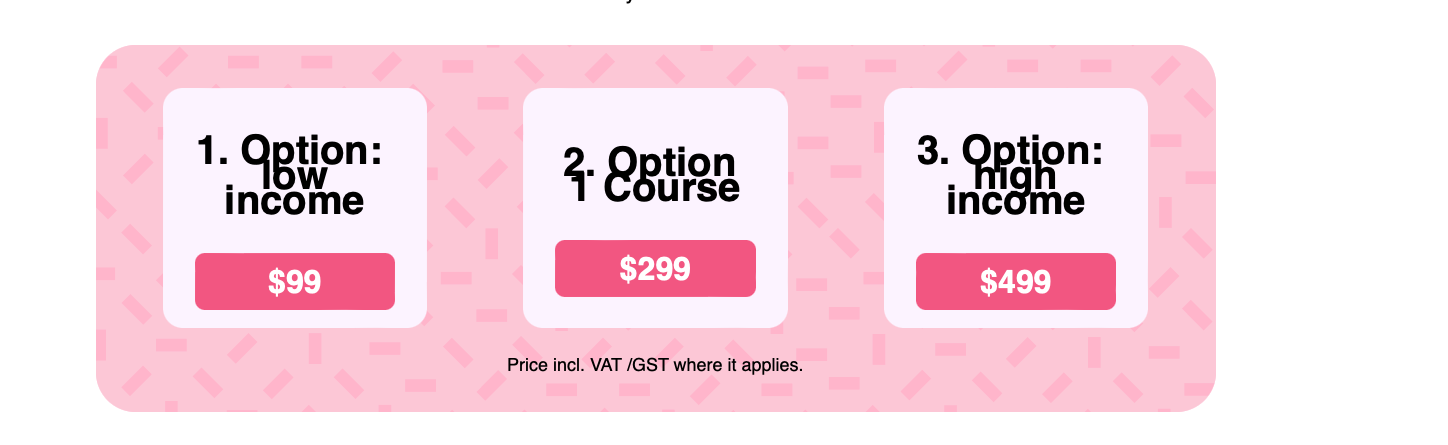 1. Option:
low
income
$99
2. Option
1 Course
$299
3. Option:
high
income
$499
Price incl. VAT /GST where it applies.